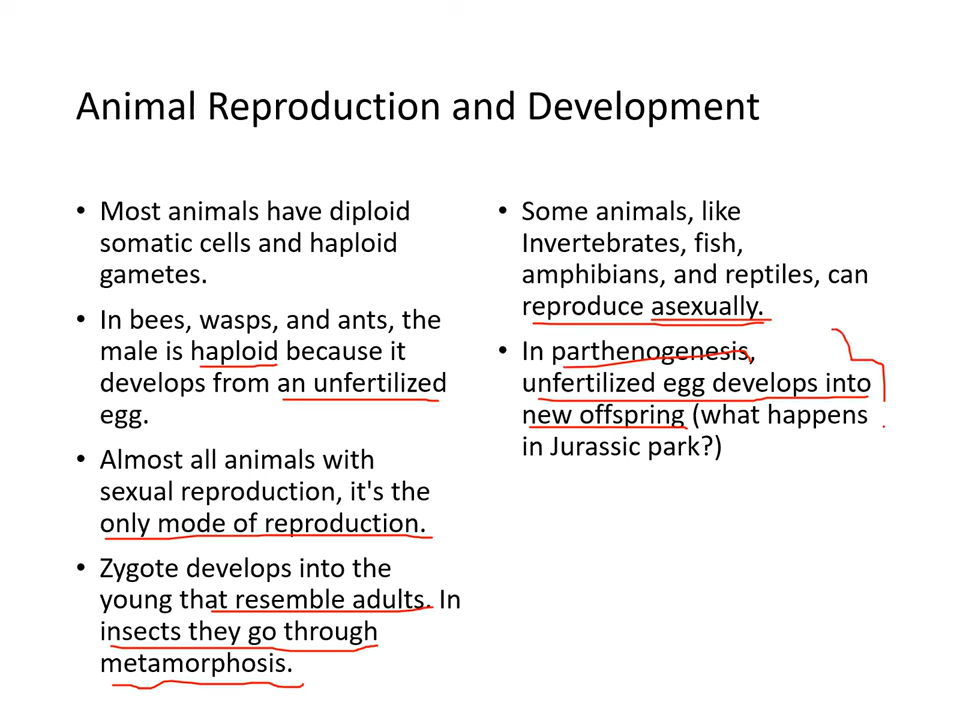 Animal Reproduction and Development
• Most animals have diploid
somatic cells and haploid
gametes.
• In bees, wasps, and ants, the
male is haploid because it
develops from an unfertilized
egg.
• Almost all animals with
sexual reproduction, it's the
only mode of reproduction.
• Zygote develops into the
young that resemble adults. In
insects they go through
metamorphosis.
• Some animals, like
Invertebrates, fish,
amphibians, and reptiles, can
reproduce asexually.
• In parthenogenesis,
unfertilized egg develops into
new offspring (what happens
in Jurassic park?)